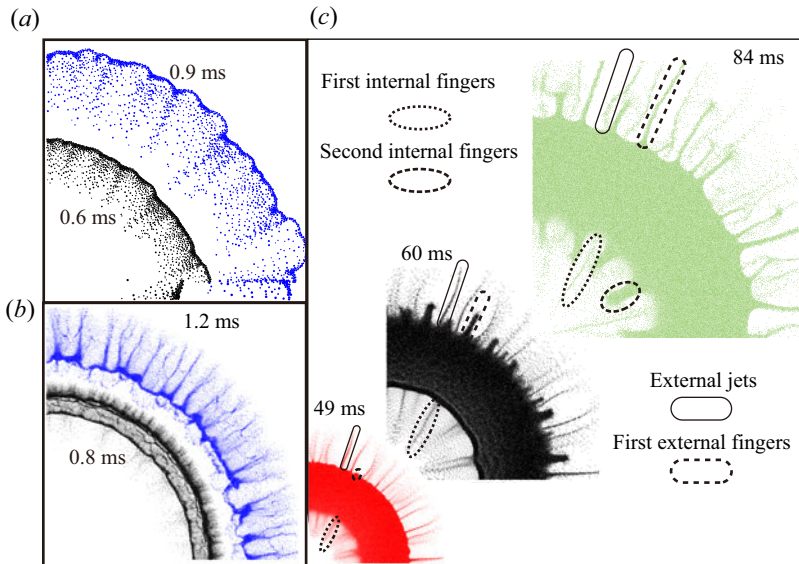 (a)
0.9 ms
0.6 ms
(b)
1.2 ms
0.8 ms
(c)
First internal fingers
Second internal fingers
84 ms
60 ms
49 ms
External jets
First external fingers